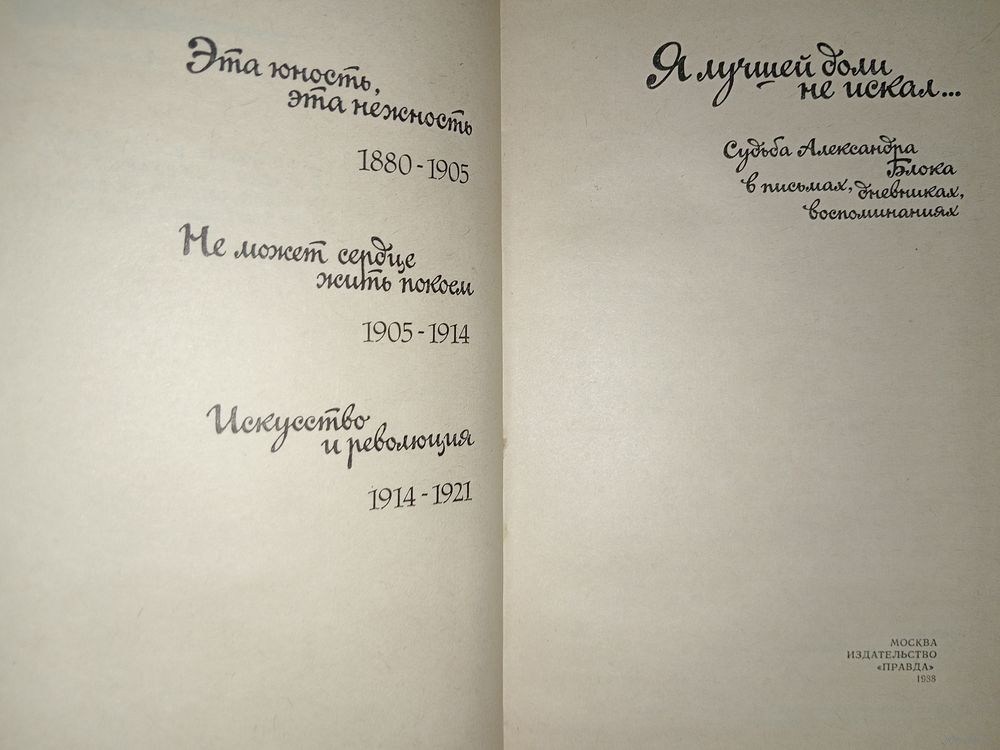 Эта юность,
эта нежность
1880 - 1905
Не может сердце
жить покоем
1905 - 1914
Искусство
и революция
1914 - 1921
Я лучшей доли
не искал...
Судьба Александра
Блока
в письмах, дневниках,
воспоминаниях
МОСКВА
ИЗДАТЕЛЬСТВО
«ПРАВДА»
1988